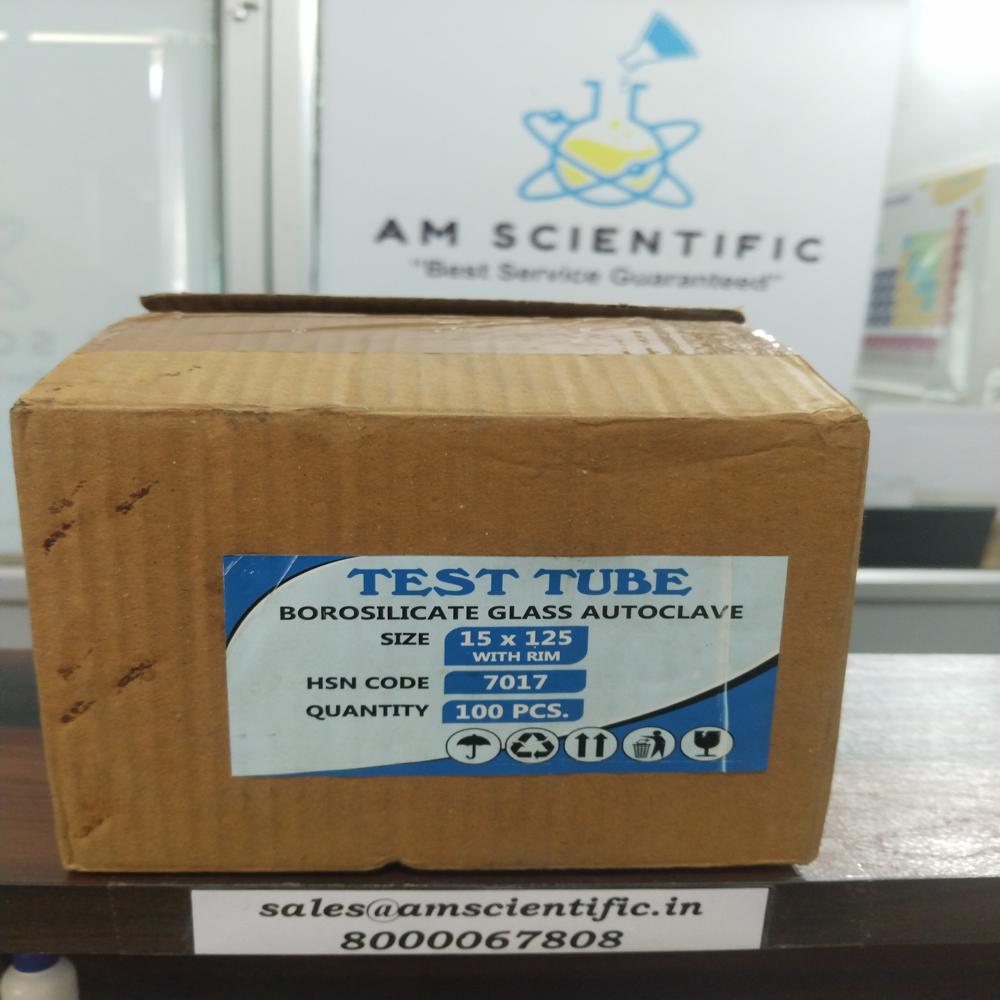 AM SCIENTIFIC
"Best Service Guaranteed"
TEST TUBE
BOROSILICATE GLASS AUTOCLAVE
SIZE 15 x 125
WITH RIM
HSN CODE 7017
QUANTITY 100 PCS.
sales@amscientific.in
8000067808